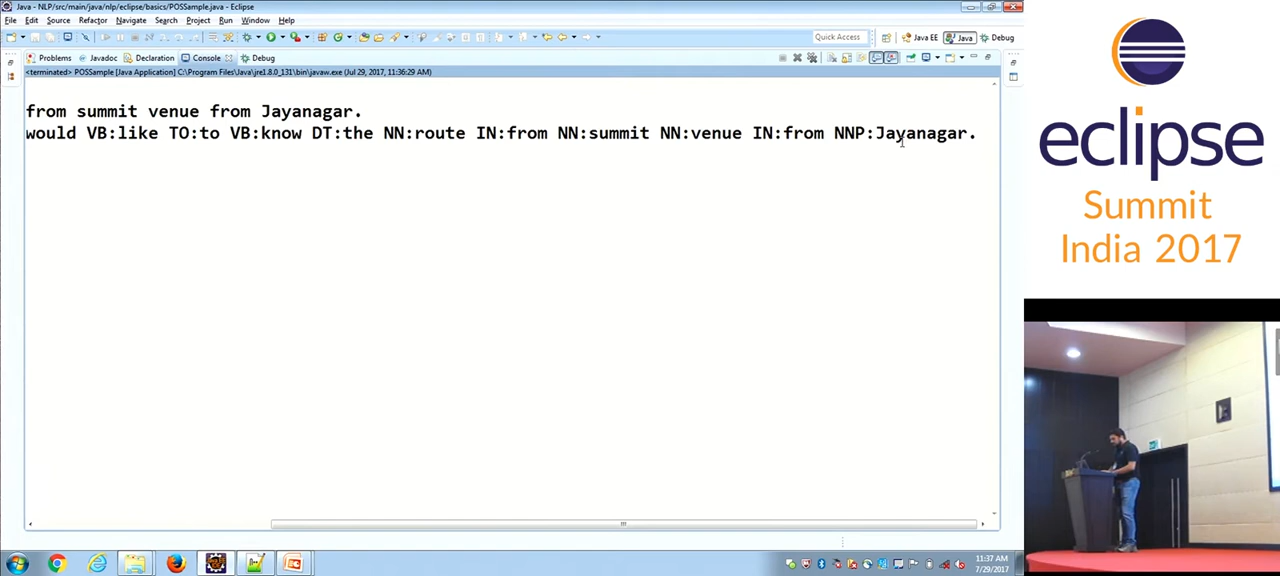 Java - NLP/src/main/java/nlp/eclipse/basics/POSSample.java - Eclipse
File Edit Source Refactor Navigate Search Project Run Window Help
Quick Access Java EE Java Debug
Problems Javadoc Declaration Console Debug
<terminated> POSSample [Java Application] C:\Program Files\Java\jre1.8.0_131\bin\javaw.exe (Jul 29, 2017, 11:36:29 AM)
from summit venue from Jayanagar.
would VB:like TO:to VB:know DT:the NN:route IN:from NN:summit NN:venue IN:from NNP:Jayanagar.
11:37 AM
7/29/2017
eclipse
Summit
India 2017